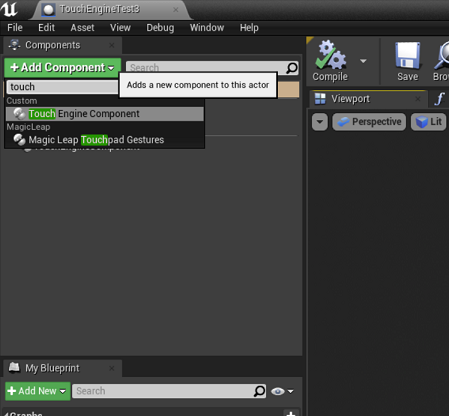 TouchEngineTest3
File Edit Asset View Debug Window Help
Components
+Add Component
Search
Compile
Save
touch
Adds a new component to this actor
Custom
Touch Engine Component
Viewport
MagicLeap
Magic Leap Touchpad Gestures
Perspective
Lit
My Blueprint
+Add New
Search